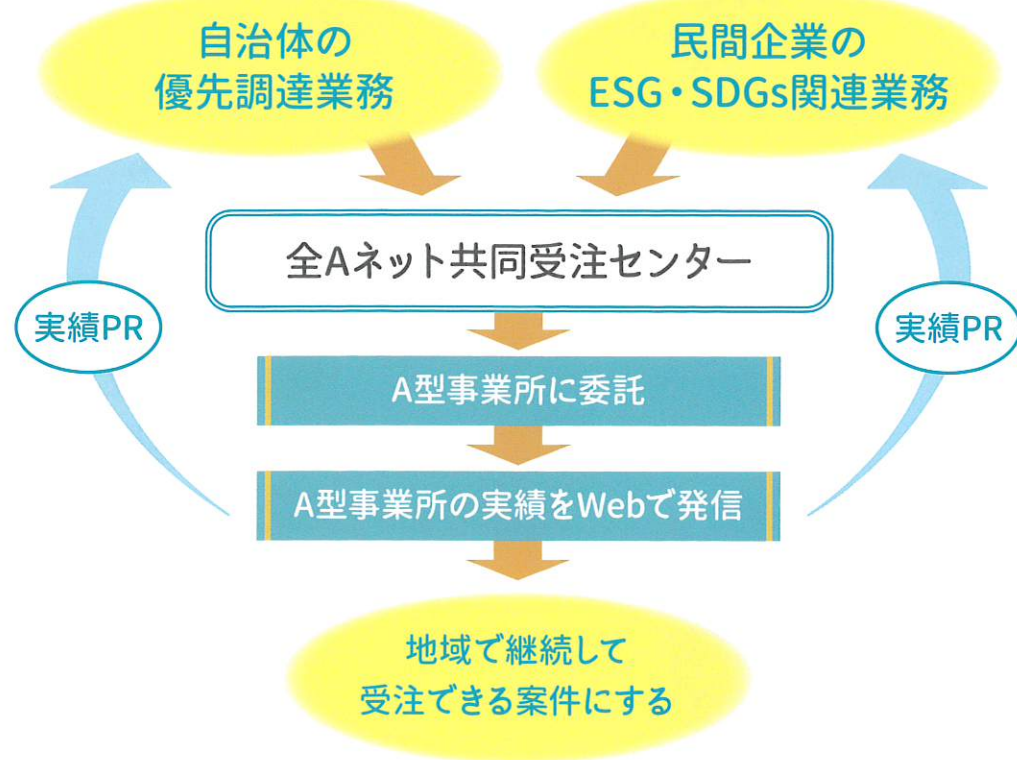 自治体の
優先調達業務
民間企業の
ESG・SDGs関連業務
全Aネット共同受注センター
実績PR
実績PR
A型事業所に委託
A型事業所の実績をWebで発信
地域で継続して
受注できる案件にする